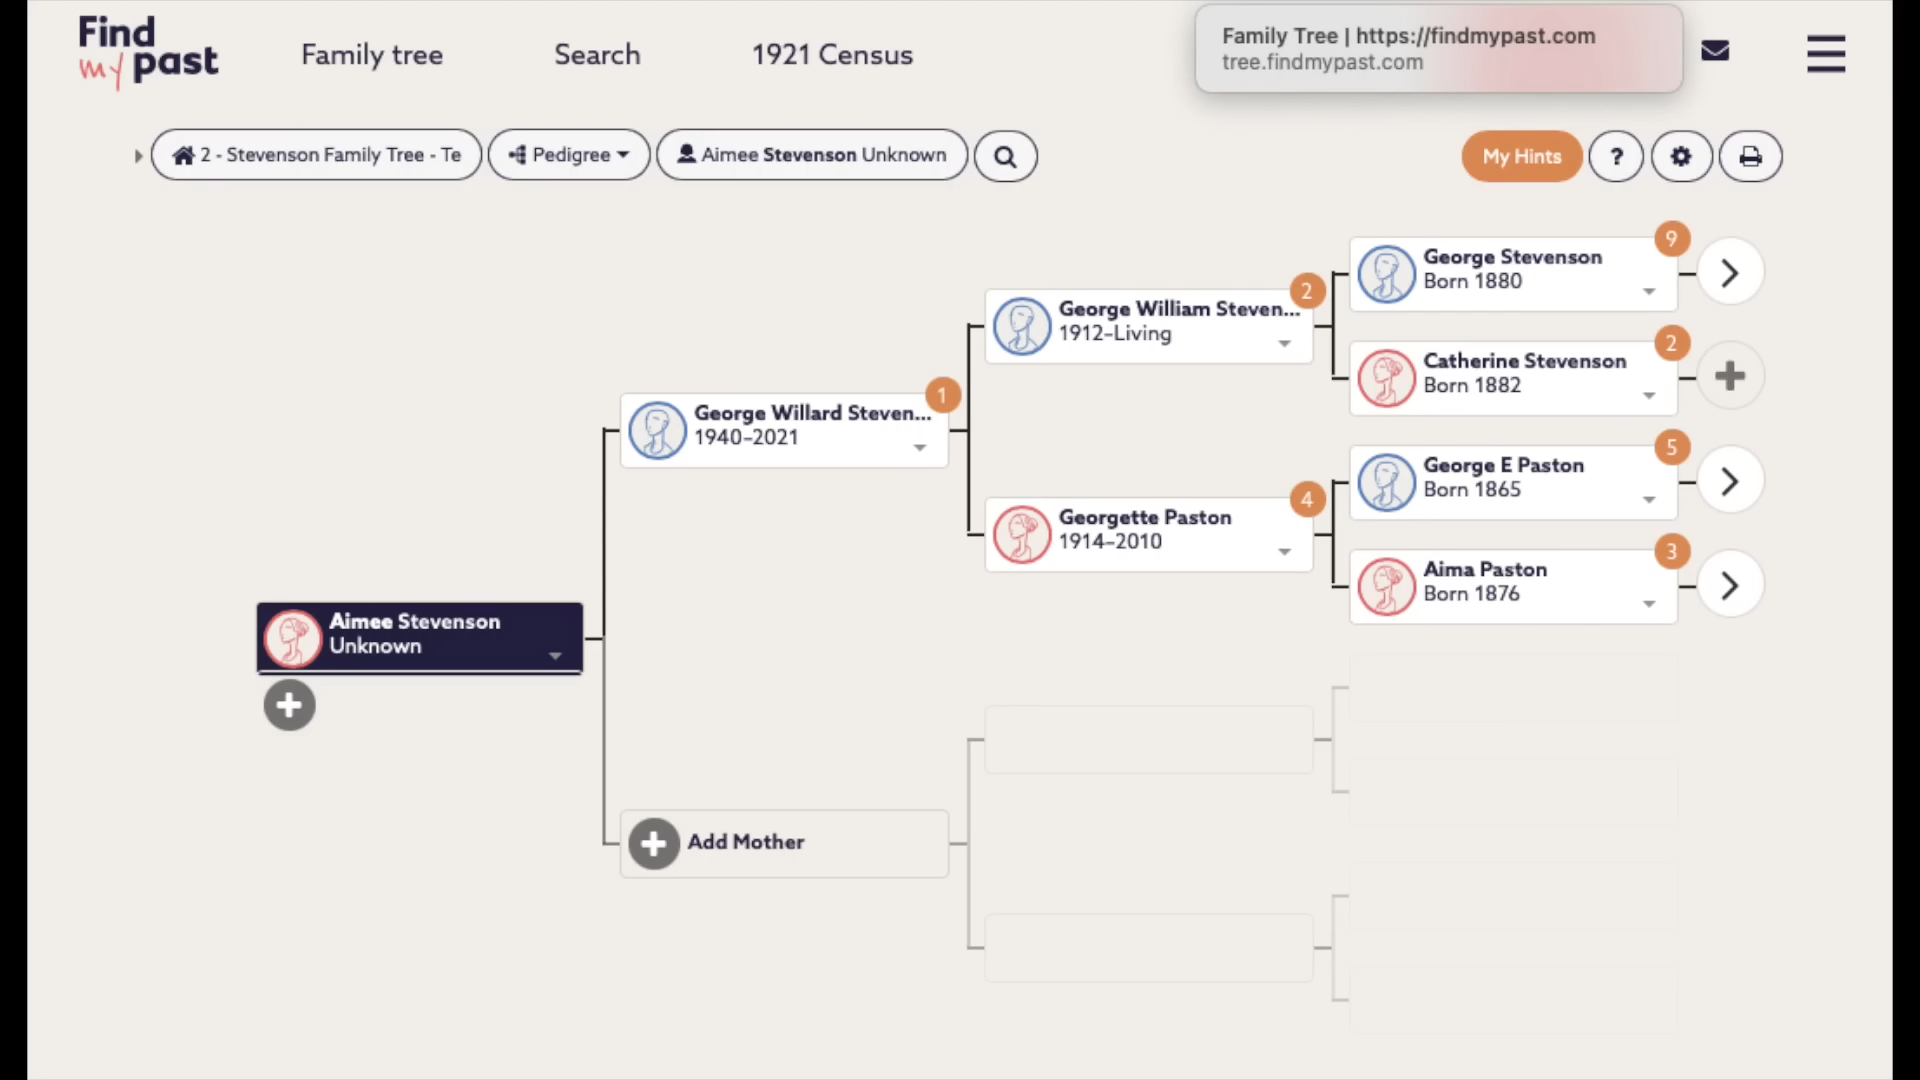 Find
my past
Family tree
Search
1921 Census
Family Tree | https://findmypast.com
tree.findmypast.com
2 - Stevenson Family Tree - Te
Pedigree
Aimee Stevenson Unknown
My Hints
?
9
George Stevenson
Born 1880
2
George William Steven...
1912–Living
2
Catherine Stevenson
Born 1882
1
George Willard Steven...
1940–2021
5
George E Paston
Born 1865
4
Georgette Paston
1914–2010
3
Aima Paston
Born 1876
Aimee Stevenson
Unknown
Add Mother